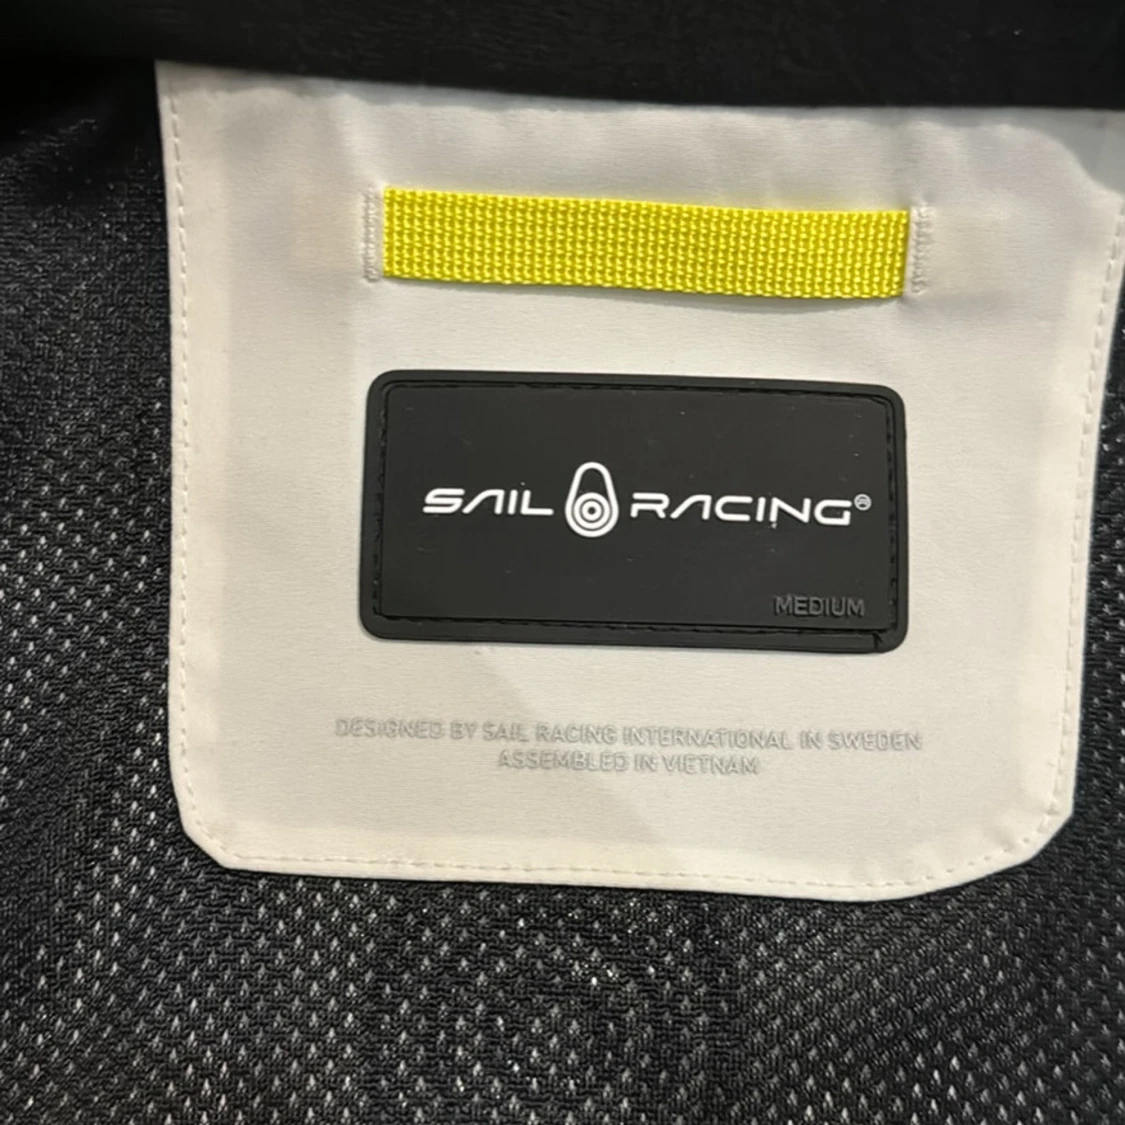 SAIL RACING®
MEDIUM
DESIGNED BY SAIL RACING INTERNATIONAL IN SWEDEN
ASSEMBLED IN VIETNAM